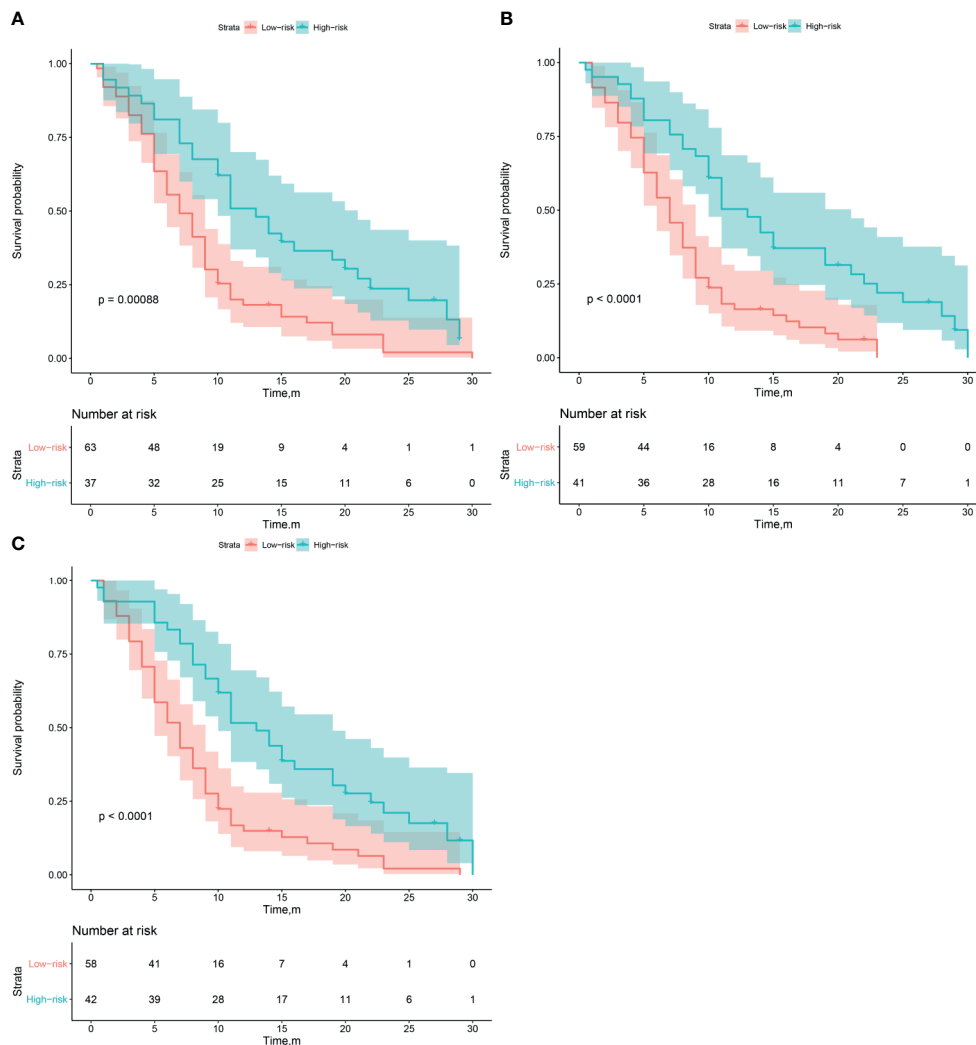 A
Strata Low-risk High-risk
1.00
0.75
0.50
0.25
0.00
Survival probability
p = 0.00088
0 5 10 15 20 25 30
Time,m
Number at risk
Strata
Low-risk 63 48 19 9 4 1 1
High-risk 37 32 25 15 11 6 0
0 5 10 15 20 25 30
Time,m
B
Strata Low-risk High-risk
1.00
0.75
0.50
0.25
0.00
Survival probability
p < 0.0001
0 5 10 15 20 25 30
Time,m
Number at risk
Strata
Low-risk 59 44 16 8 4 0 0
High-risk 41 36 28 16 11 7 1
0 5 10 15 20 25 30
Time,m
C
Strata Low-risk High-risk
1.00
0.75
0.50
0.25
0.00
Survival probability
p < 0.0001
0 5 10 15 20 25 30
Time,m
Number at risk
Strata
Low-risk 58 41 16 7 4 1 0
High-risk 42 39 28 17 11 6 1
0 5 10 15 20 25 30
Time,m